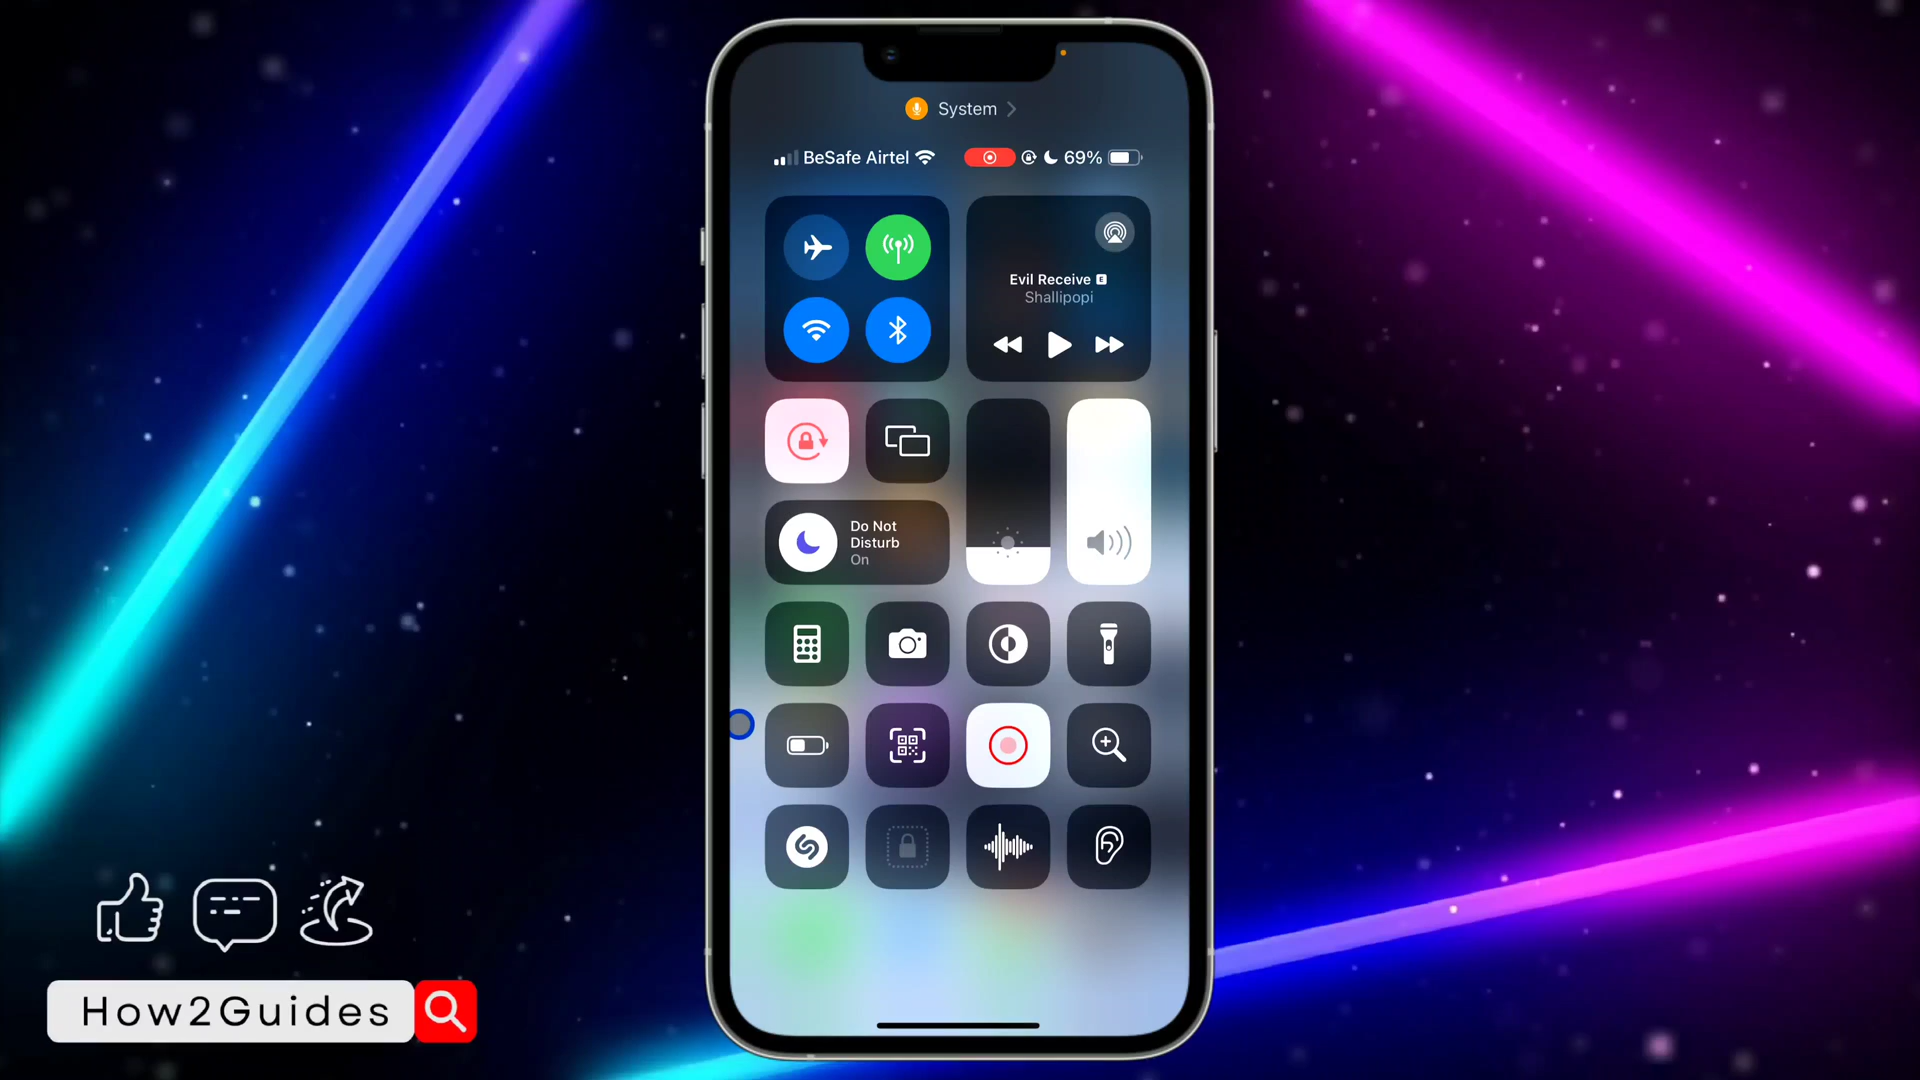 System
BeSafe Airtel 69%
Evil Receive E
Shallipopi
Do Not
Disturb
On
How2Guides